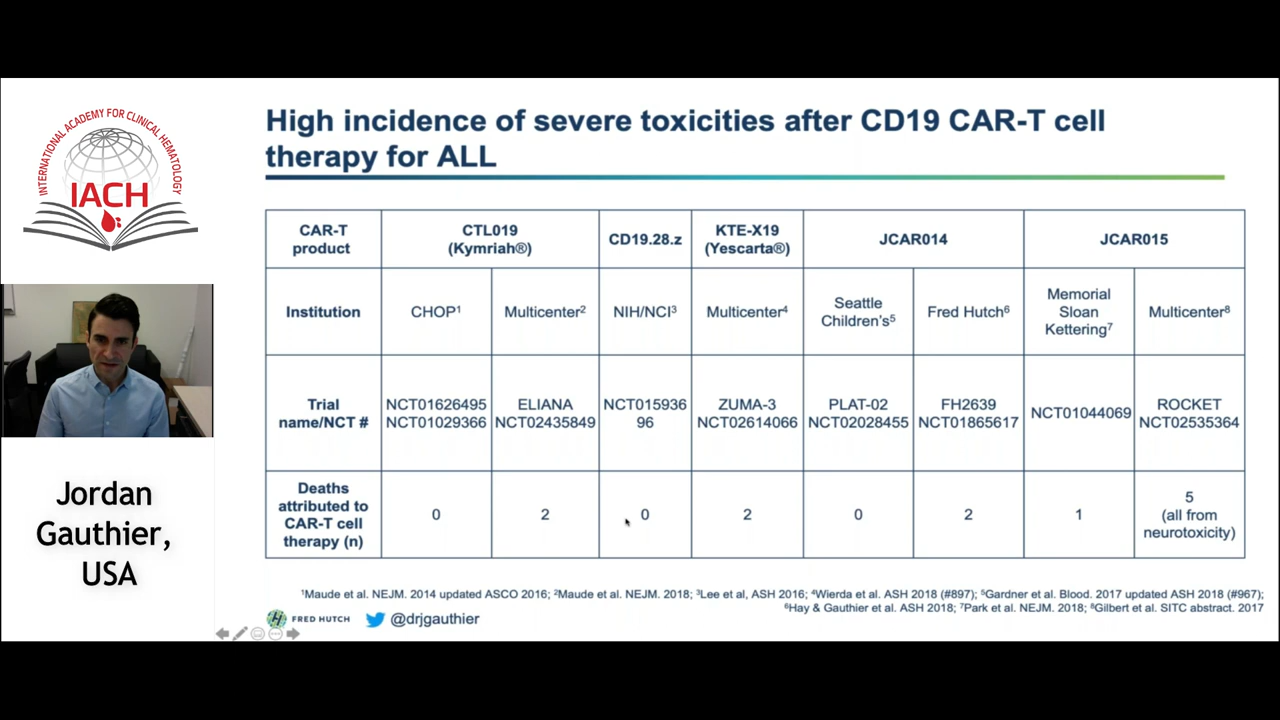 INTERNATIONAL ACADEMY FOR CLINICAL HEMATOLOGY
IACH
Jordan
Gauthier,
USA
High incidence of severe toxicities after CD19 CAR-T cell
therapy for ALL
CAR-T
product
CTL019
(Kymriah®)
CD19.28.z
KTE-X19
(Yescarta®)
JCAR014
JCAR015
Institution
CHOP¹
Multicenter²
NIH/NCI³
Multicenter⁴
Seattle
Children's⁵
Fred Hutch⁶
Memorial
Sloan
Kettering⁷
Multicenter⁸
Trial
name/NCT #
NCT01626495
NCT01029366
ELIANA
NCT02435849
NCT015936
96
ZUMA-3
NCT02614066
PLAT-02
NCT02028455
FH2639
NCT01865617
NCT01044069
ROCKET
NCT02535364
Deaths
attributed to
CAR-T cell
therapy (n)
0
2
0
2
0
2
1
5
(all from
neurotoxicity)
¹Maude et al. NEJM. 2014 updated ASCO 2016; ²Maude et al. NEJM. 2018; ³Lee et al, ASH 2016; ⁴Wierda et al. ASH 2018 (#897); ⁵Gardner et al. Blood. 2017 updated ASH 2018 (#967);
⁶Hay & Gauthier et al. ASH 2018; ⁷Park et al. NEJM. 2018; ⁸Gilbert et al. SITC abstract. 2017
FRED HUTCH
@drjgauthier